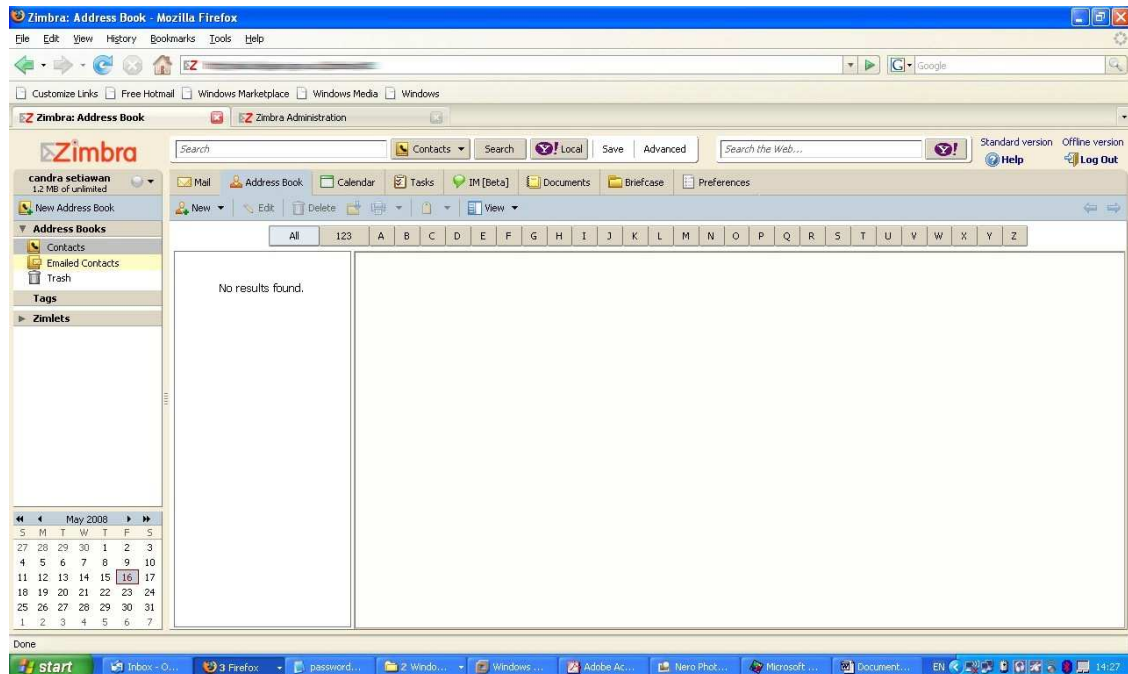 Zimbra: Address Book - Mozilla Firefox
File Edit View History Bookmarks Tools Help
Z
G Google
Customize Links Free Hotmail Windows Marketplace Windows Media Windows
Z Zimbra: Address Book Z Zimbra Administration
Zimbra Search Contacts Search Y! Local Save Advanced Search the Web... Y! Standard version Offline version
Help Log Out
candra setiawan
1.2 MB of unlimited
Mail Address Book Calendar Tasks IM [Beta] Documents Briefcase Preferences
New Address Book New Edit Delete View
Address Books
All 123 A B C D E F G H I J K L M N O P Q R S T U V W X Y Z
Contacts
Emailed Contacts
Trash
Tags
Zimlets
No results found.
May 2008
S M T W T F S
27 28 29 30 1 2 3
4 5 6 7 8 9 10
11 12 13 14 15 16 17
18 19 20 21 22 23 24
25 26 27 28 29 30 31
1 2 3 4 5 6 7
Done
start Inbox - O... 3 Firefox password... 2 Windo... Windows ... Adobe Ac... Nero Phot... Microsoft ... Document... EN 14:27